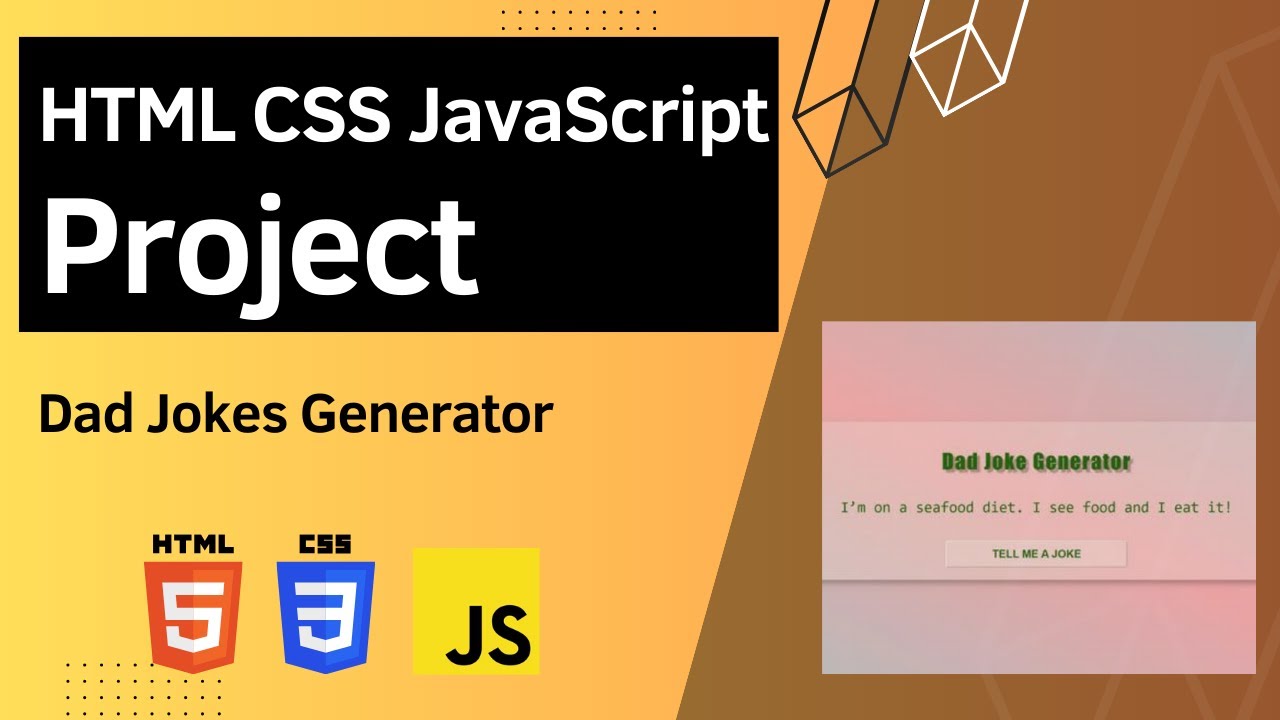 HTML CSS JavaScript
Project
Dad Jokes Generator
HTML
5
CSS
3
JS
Dad Joke Generator
I’m on a seafood diet. I see food and I eat it!
TELL ME A JOKE